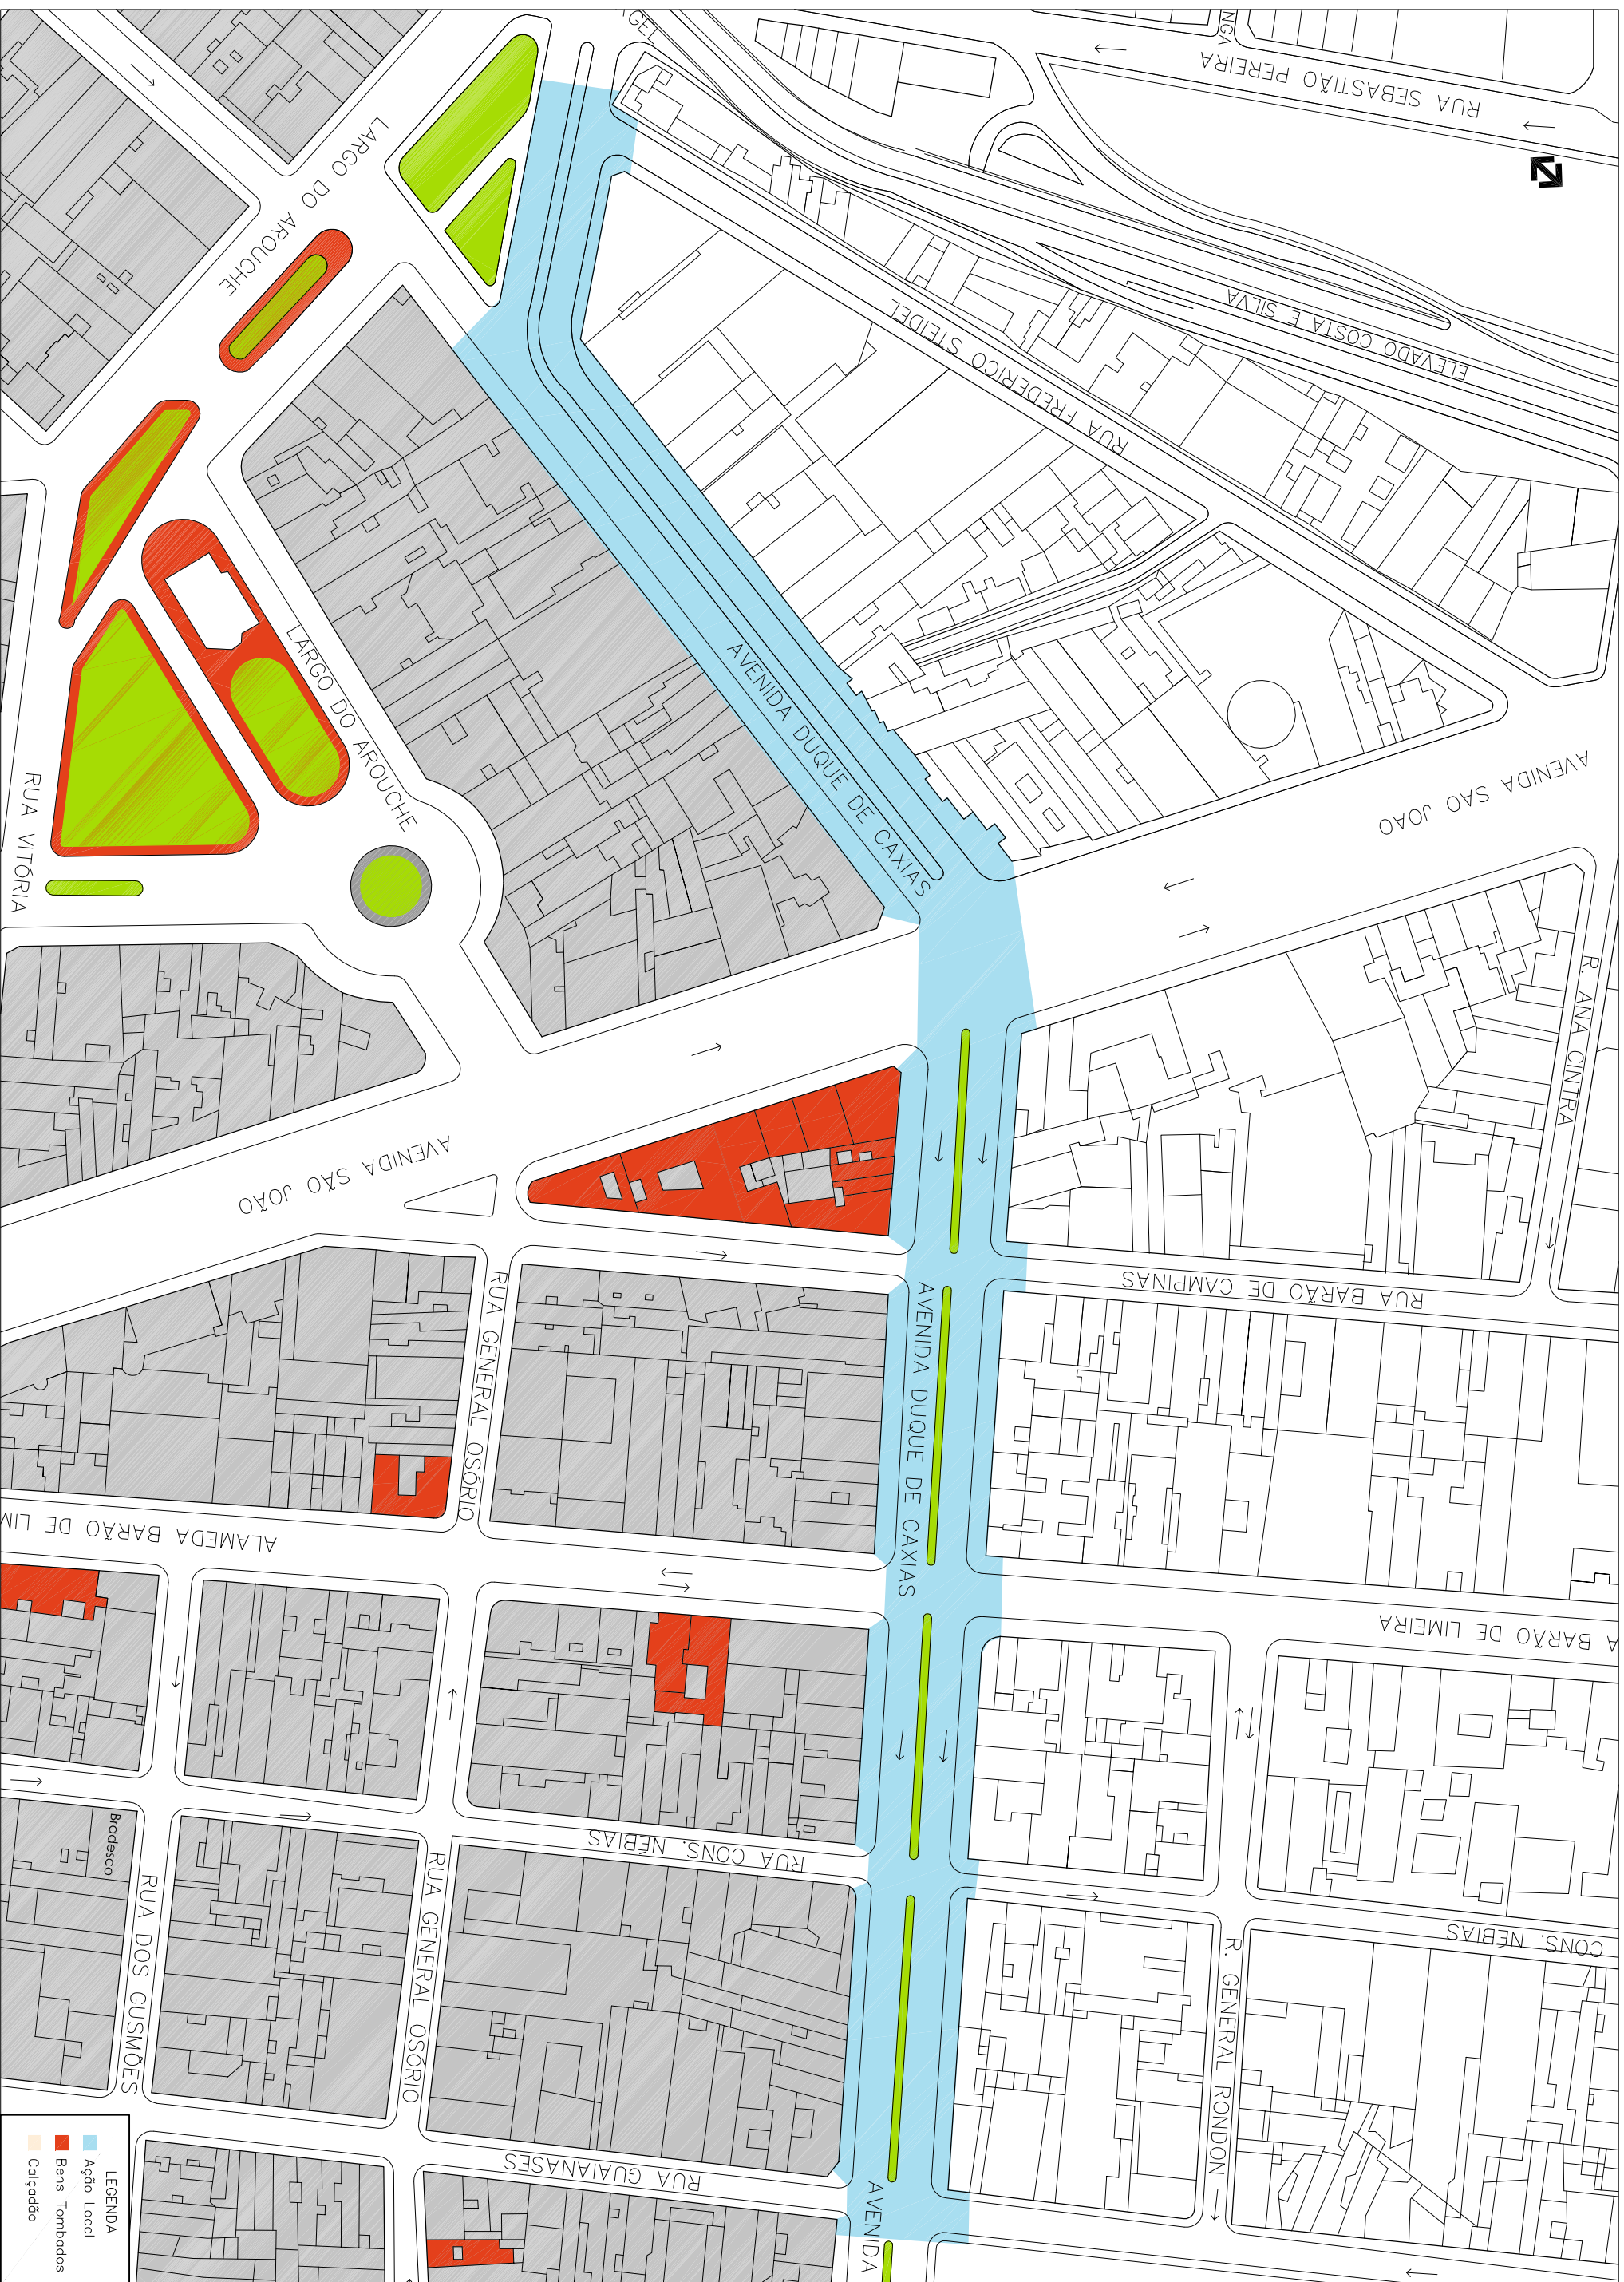 RUA SEBASTIÃO PEREIRA
LARGO DO AROUCHE
ELEVADO COSTA E SILVA
RUA FREDERICO STEIDEL
LARGO DO AROUCHE
AVENIDA DUQUE DE CAXIAS
AVENIDA SAO JOAO
RUA VITÓRIA
R. ANA CINTRA
AVENIDA SÃO JOÃO
RUA BARÃO DE CAMPINAS
RUA GENERAL OSÓRIO
AVENIDA DUQUE DE CAXIAS
ALAMEDA BARÃO DE LIM
A BARÃO DE LIMEIRA
RUA CONS. NÉBIAS
Bradesco
RUA DOS GUSMÕES
RUA GENERAL OSÓRIO
CONS. NÉBIAS
R. GENERAL RONDON
RUA GUAIANASES
AVENIDA
LEGENDA
Ação Local
Bens Tombados
Calçadão